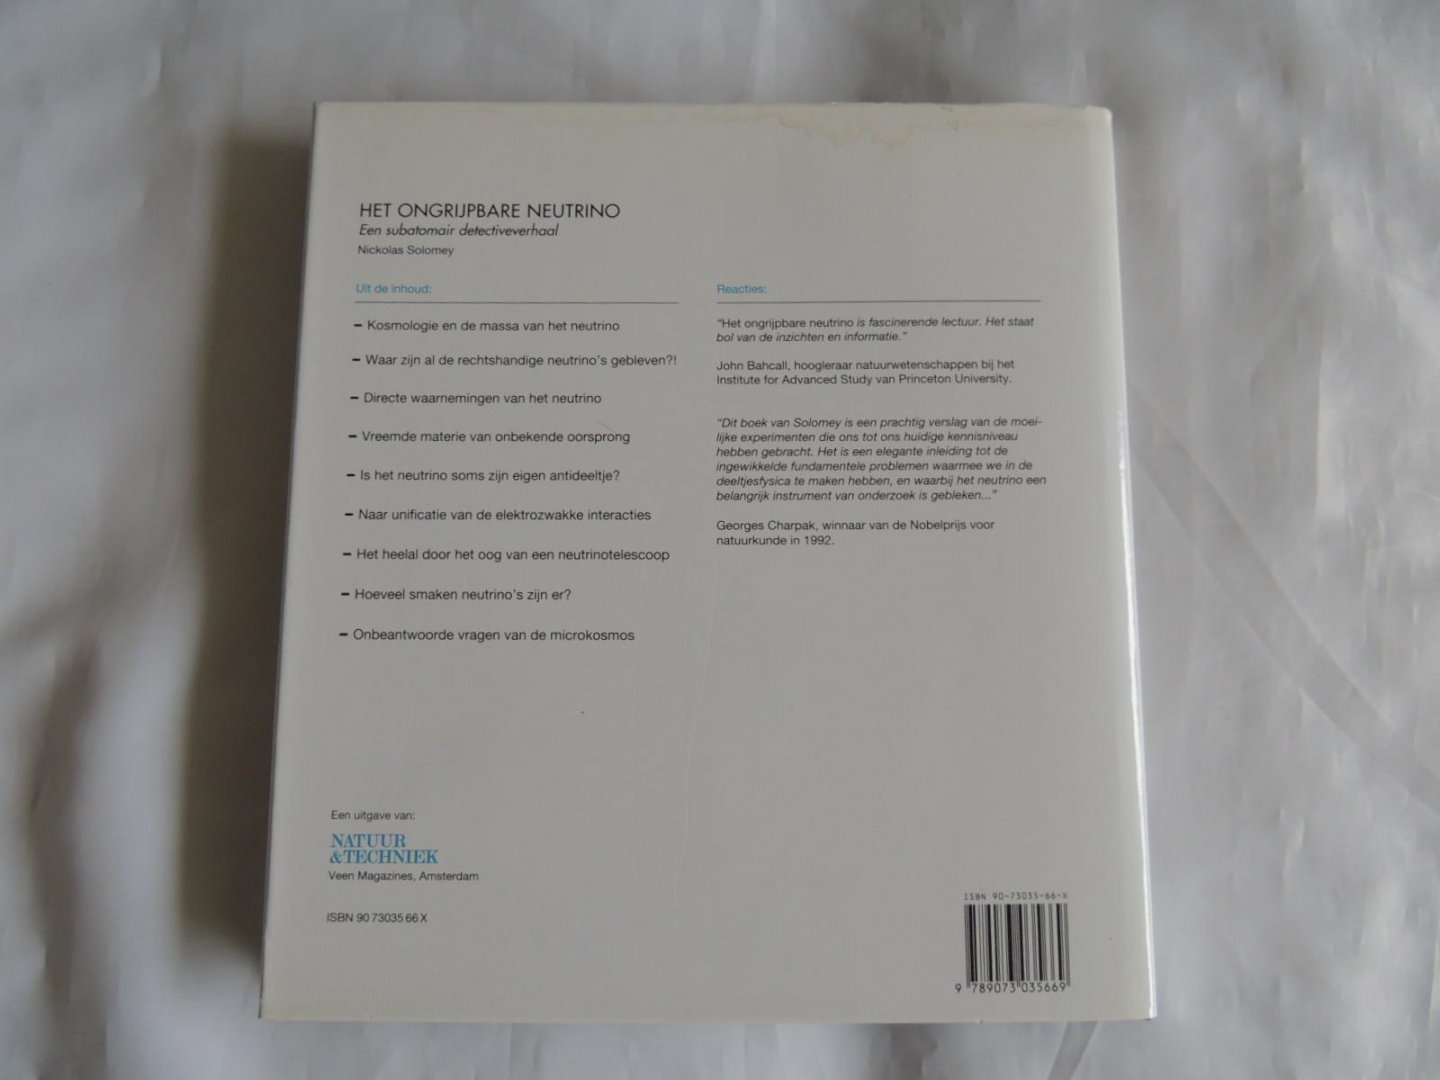 HET ONGRIJPBARE NEUTRINO
Een subatomair detectiveverhaal
Nickolas Solomey
Uit de inhoud:
– Kosmologie en de massa van het neutrino
– Waar zijn al de rechtshandige neutrino's gebleven?!
– Directe waarnemingen van het neutrino
– Vreemde materie van onbekende oorsprong
– Is het neutrino soms zijn eigen antideeltje?
– Naar unificatie van de elektrozwakke interacties
– Het heelal door het oog van een neutrinotelescoop
– Hoeveel smaken neutrino's zijn er?
– Onbeantwoorde vragen van de microkosmos
Reacties:
"Het ongrijpbare neutrino is fascinerende lectuur. Het staat
bol van de inzichten en informatie."
John Bahcall, hoogleraar natuurwetenschappen bij het
Institute for Advanced Study van Princeton University.
"Dit boek van Solomey is een prachtig verslag van de moei-
lijke experimenten die ons tot ons huidige kennisniveau
hebben gebracht. Het is een elegante inleiding tot de
ingewikkelde fundamentele problemen waarmee we in de
deeltjesfysica te maken hebben, en waarbij het neutrino een
belangrijk instrument van onderzoek is gebleken..."
Georges Charpak, winnaar van de Nobelprijs voor
natuurkunde in 1992.
Een uitgave van:
NATUUR
&TECHNIEK
Veen Magazines, Amsterdam
ISBN 90 73035 66 X
ISBN 90-73035-66-X
9 789073 035669